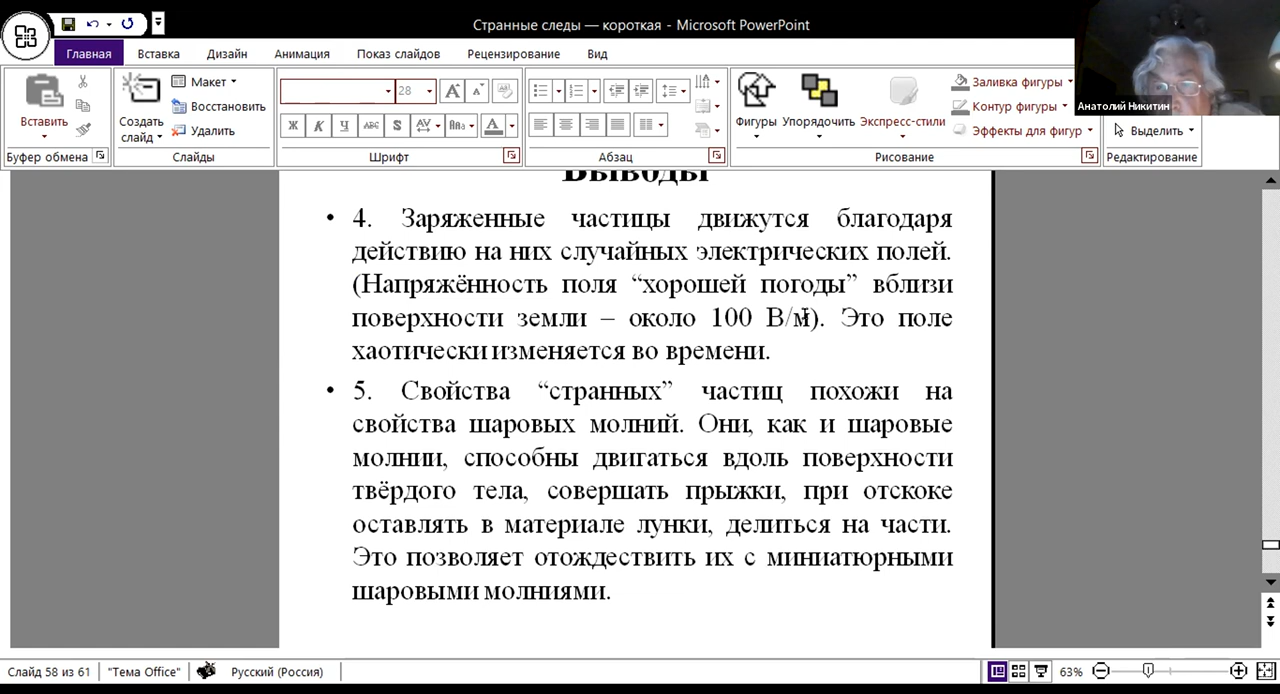 Странные следы — короткая - Microsoft PowerPoint
Главная Вставка Дизайн Анимация Показ слайдов Рецензирование Вид
Вставить
Буфер обмена
Создать слайд
Макет
Восстановить
Удалить
Слайды
28
Ж К Ч ABC S AV Аа А
Шрифт
Абзац
Фигуры Упорядочить Экспресс-стили
Заливка фигуры
Контур фигуры
Эффекты для фигур
Рисование
Выделить
Редактирование
Анатолий Никитин
Выводы
• 4. Заряженные частицы движутся благодаря
действию на них случайных электрических полей.
(Напряжённость поля “хорошей погоды” вблизи
поверхности земли – около 100 В/м). Это поле
хаотически изменяется во времени.
• 5. Свойства “странных” частиц похожи на
свойства шаровых молний. Они, как и шаровые
молнии, способны двигаться вдоль поверхности
твёрдого тела, совершать прыжки, при отскоке
оставлять в материале лунки, делиться на части.
Это позволяет отождествить их с миниатюрными
шаровыми молниями.
Слайд 58 из 61 "Тема Office" Русский (Россия) 63%